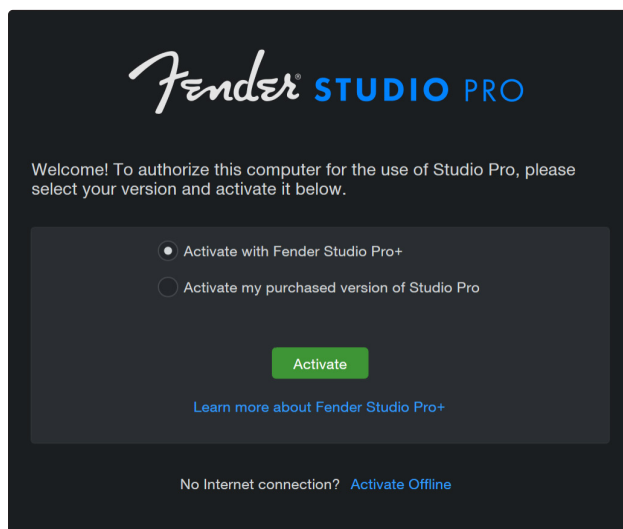 Fender® STUDIO PRO
Welcome! To authorize this computer for the use of Studio Pro, please
select your version and activate it below.
Activate with Fender Studio Pro+
Activate my purchased version of Studio Pro
Activate
Learn more about Fender Studio Pro+
No Internet connection? Activate Offline